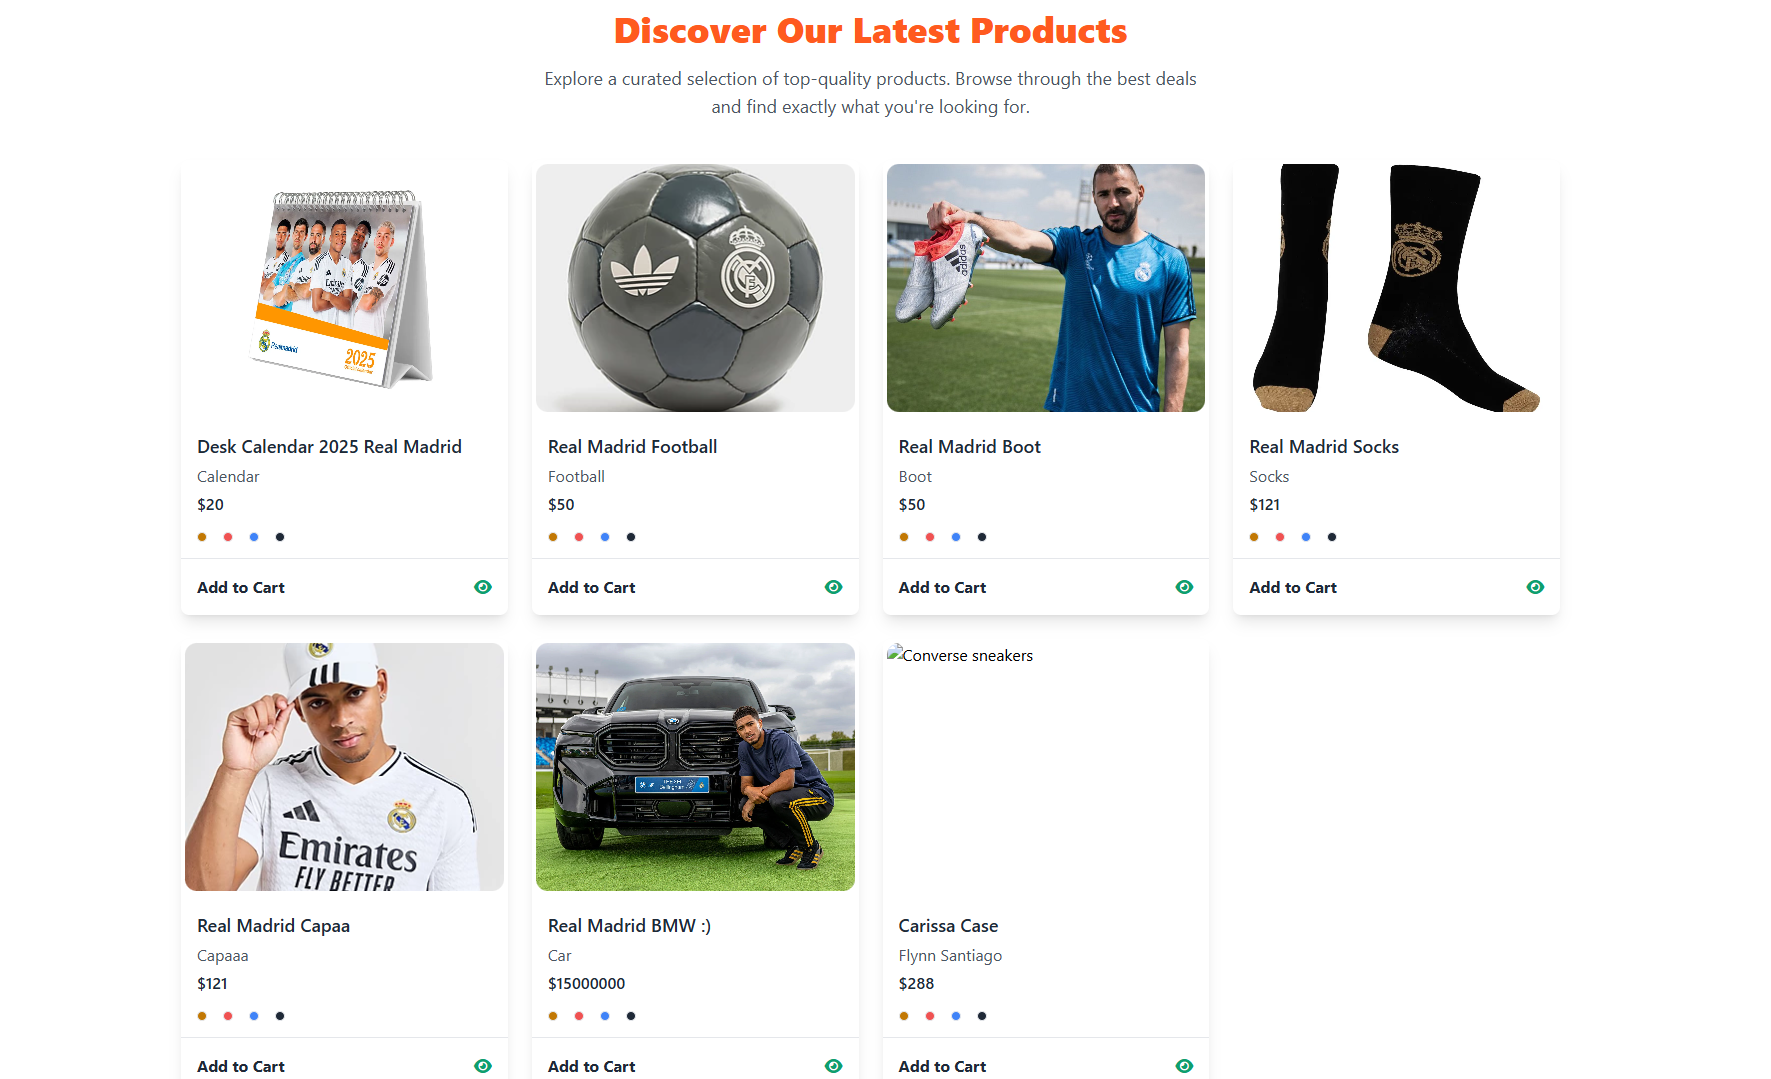 Discover Our Latest Products
Explore a curated selection of top-quality products. Browse through the best deals
and find exactly what you're looking for.
Realmadrid
2025
adidas
Desk Calendar 2025 Real Madrid
Calendar
$20
Add to Cart
Real Madrid Football
Football
$50
Add to Cart
Real Madrid Boot
Boot
$50
Add to Cart
Real Madrid Socks
Socks
$121
Add to Cart
Emirates
FLY BETTER
Real Madrid Capaa
Capaaa
$121
Add to Cart
Bellingham
Real Madrid BMW :)
Car
$15000000
Add to Cart
Converse sneakers
Carissa Case
Flynn Santiago
$288
Add to Cart